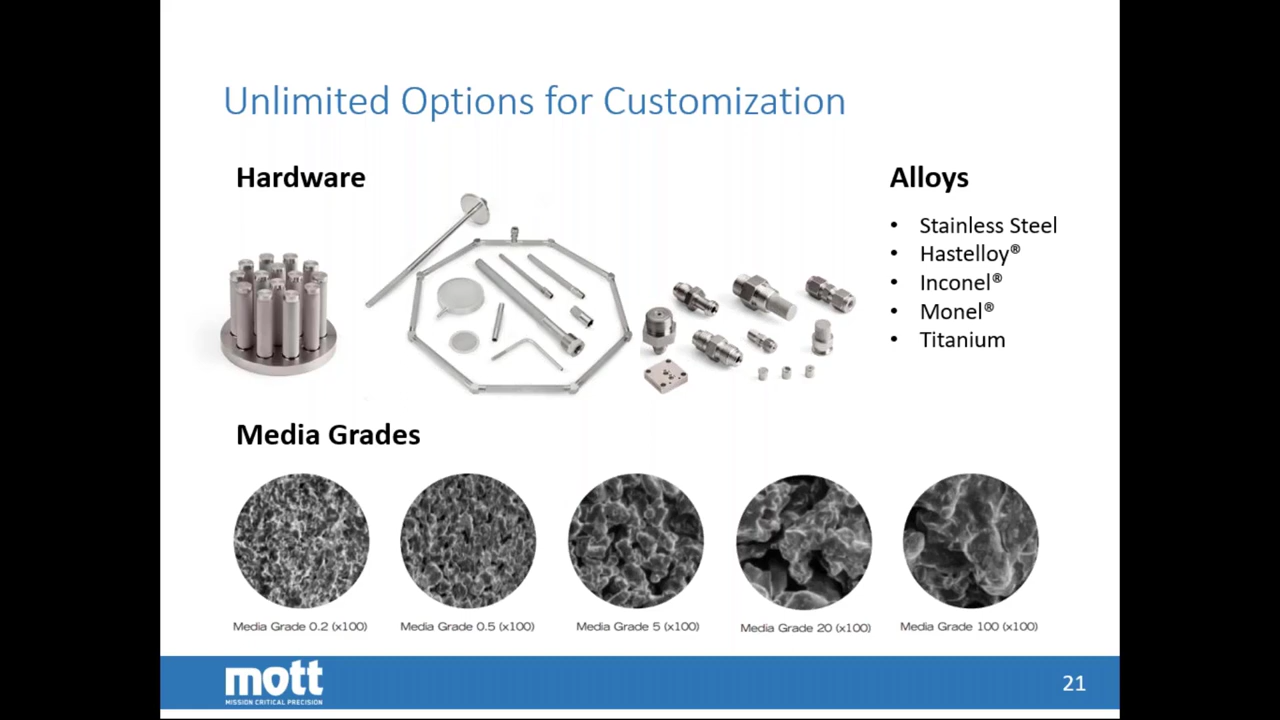 Unlimited Options for Customization
Hardware
Alloys
• Stainless Steel
• Hastelloy®
• Inconel®
• Monel®
• Titanium
Media Grades
Media Grade 0.2 (x100)
Media Grade 0.5 (x100)
Media Grade 5 (x100)
Media Grade 20 (x100)
Media Grade 100 (x100)
mott
MISSION CRITICAL PRECISION
21